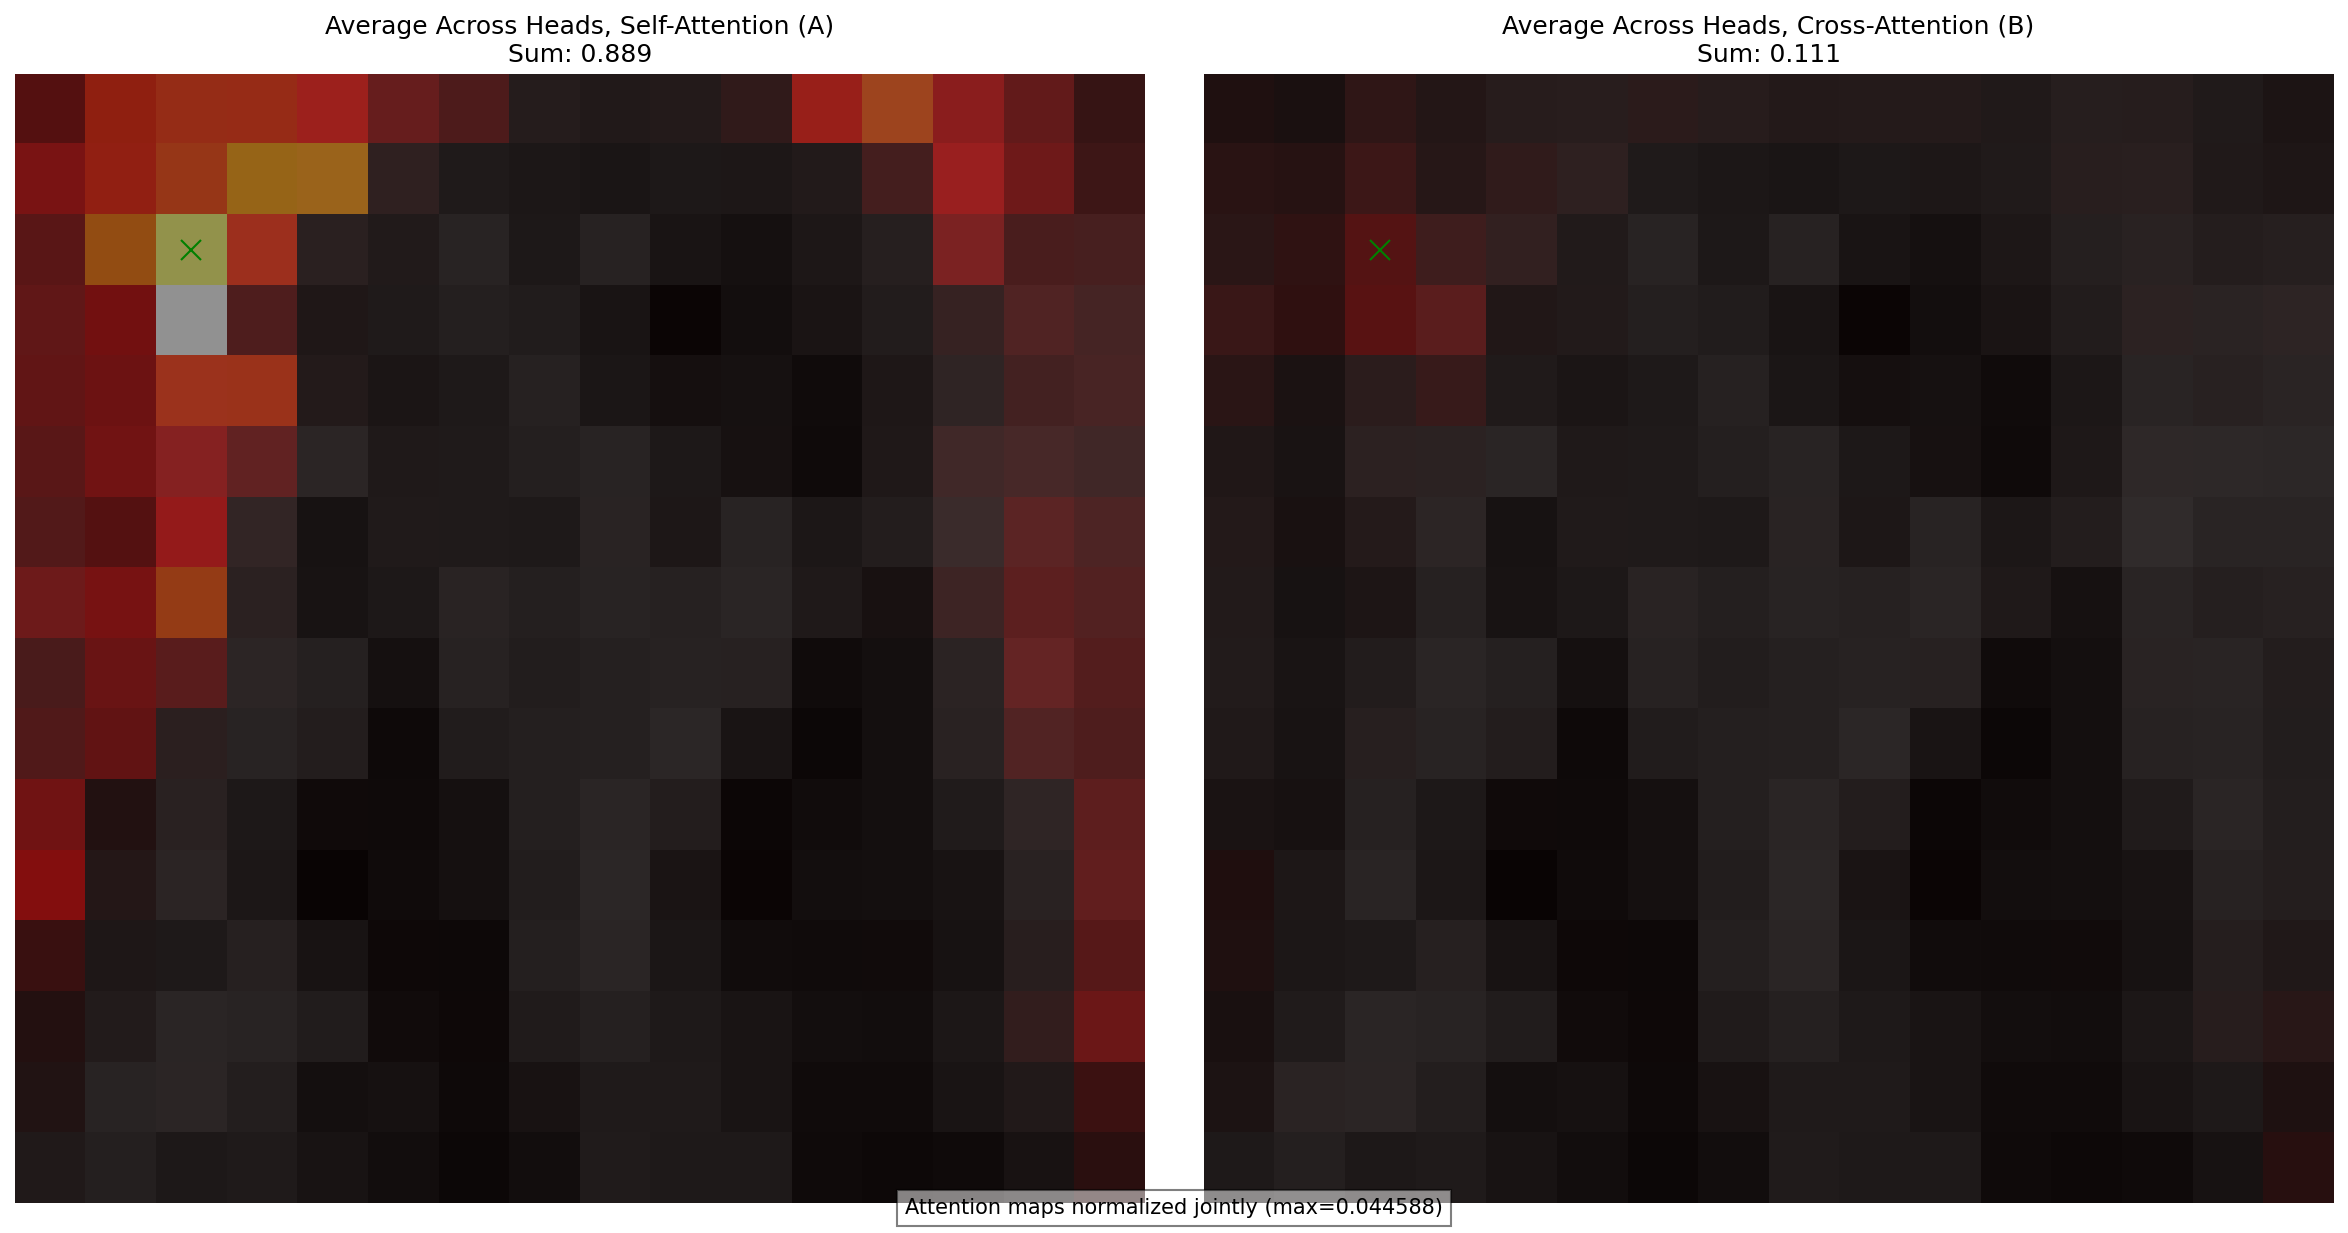 Average Across Heads, Self-Attention (A)
Sum: 0.889
Average Across Heads, Cross-Attention (B)
Sum: 0.111
Attention maps normalized jointly (max=0.044588)